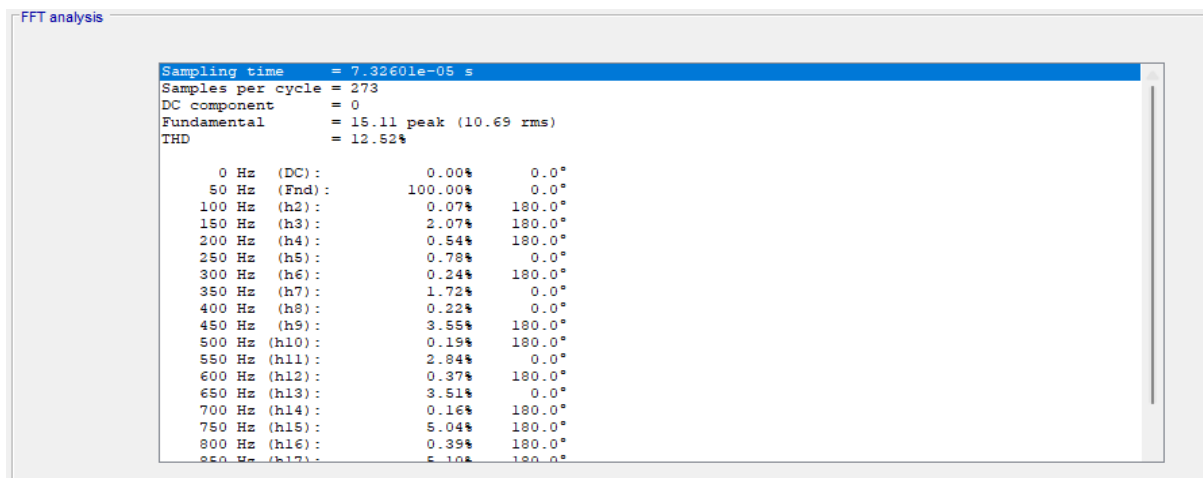 FFT analysis
Sampling time = 7.32601e-05 s
Samples per cycle = 273
DC component = 0
Fundamental = 15.11 peak (10.69 rms)
THD = 12.52%
0 Hz (DC): 0.00% 0.0°
50 Hz (Fnd): 100.00% 0.0°
100 Hz (h2): 0.07% 180.0°
150 Hz (h3): 2.07% 180.0°
200 Hz (h4): 0.54% 180.0°
250 Hz (h5): 0.78% 0.0°
300 Hz (h6): 0.24% 180.0°
350 Hz (h7): 1.72% 0.0°
400 Hz (h8): 0.22% 0.0°
450 Hz (h9): 3.55% 180.0°
500 Hz (h10): 0.19% 180.0°
550 Hz (h11): 2.84% 0.0°
600 Hz (h12): 0.37% 180.0°
650 Hz (h13): 3.51% 0.0°
700 Hz (h14): 0.16% 180.0°
750 Hz (h15): 5.04% 180.0°
800 Hz (h16): 0.39% 180.0°
850 Hz (h17): 5.10% 180.0°